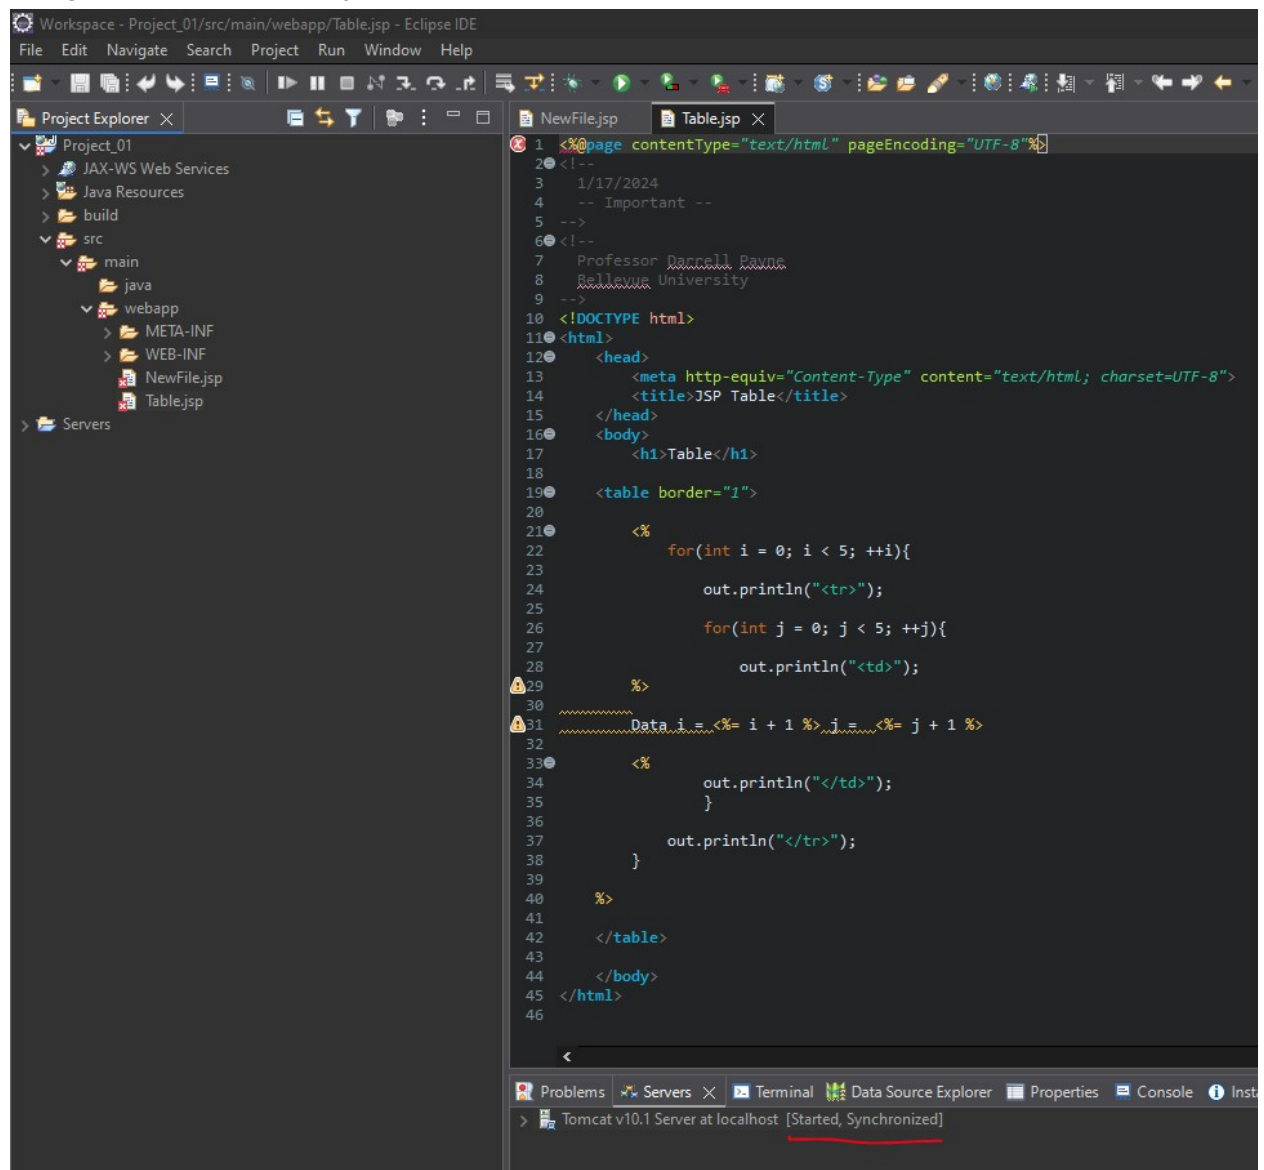 Workspace - Project_01/src/main/webapp/Table.jsp - Eclipse IDE
File Edit Navigate Search Project Run Window Help
Project Explorer
Project_01
JAX-WS Web Services
Java Resources
build
src
main
java
webapp
META-INF
WEB-INF
NewFile.jsp
Table.jsp
Servers
NewFile.jsp Table.jsp
1 <%@page contentType="text/html" pageEncoding="UTF-8"%>
2 <!--
3 1/17/2024
4 -- Important --
5 -->
6 <!--
7 Professor Darrell Payne
8 Bellevue University
9 -->
10 <!DOCTYPE html>
11 <html>
12 <head>
13 <meta http-equiv="Content-Type" content="text/html; charset=UTF-8">
14 <title>JSP Table</title>
15 </head>
16 <body>
17 <h1>Table</h1>
18
19 <table border="1">
20
21 <%
22 for(int i = 0; i < 5; ++i){
23
24 out.println("<tr>");
25
26 for(int j = 0; j < 5; ++j){
27
28 out.println("<td>");
29 %>
30
31 Data i = <%= i + 1 %> j = <%= j + 1 %>
32
33 <%
34 out.println("</td>");
35 }
36
37 out.println("</tr>");
38 }
39
40 %>
41
42 </table>
43
44 </body>
45 </html>
46
Problems Servers Terminal Data Source Explorer Properties Console Insta
Tomcat v10.1 Server at localhost [Started, Synchronized]